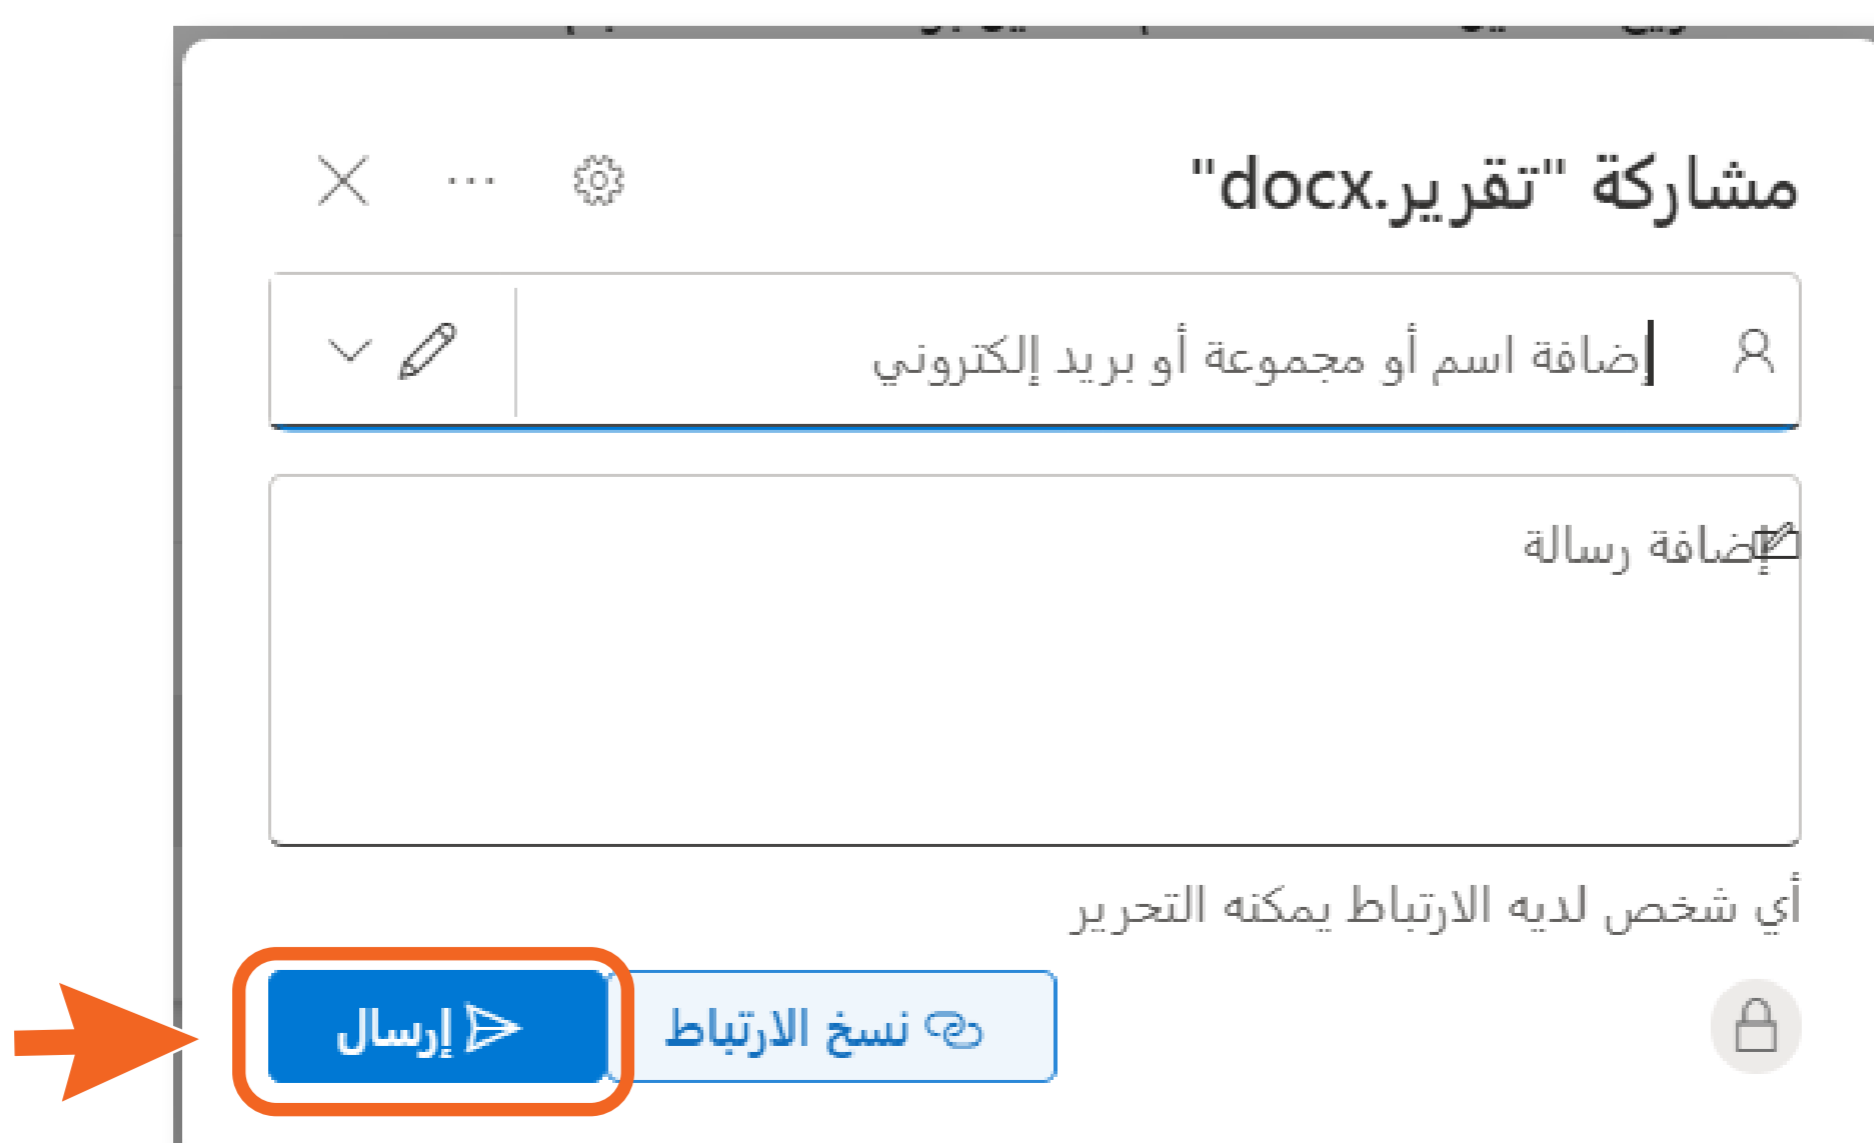 مشاركة "تقرير.docx"
إضافة اسم أو مجموعة أو بريد إلكتروني
إضافة رسالة
أي شخص لديه الارتباط يمكنه التحرير
نسخ الارتباط
إرسال